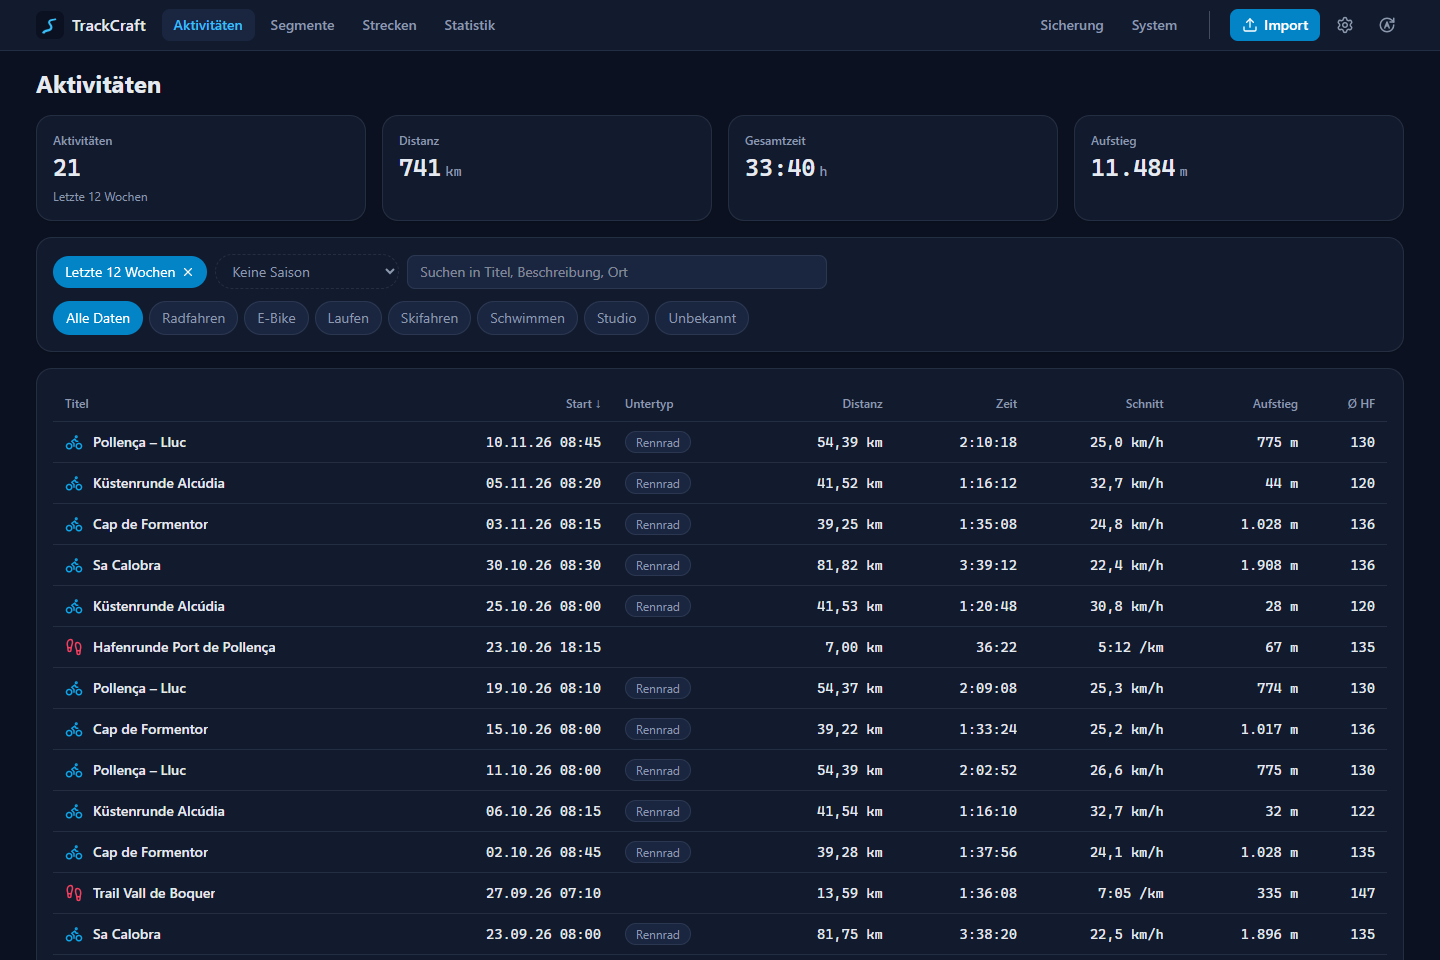 TrackCraft Aktivitäten Segmente Strecken Statistik Sicherung System Import
Aktivitäten
Aktivitäten Distanz Gesamtzeit Aufstieg
21 741 km 33:40 h 11.484 m
Letzte 12 Wochen
Letzte 12 Wochen × Keine Saison Suchen in Titel, Beschreibung, Ort
Alle Daten Radfahren E-Bike Laufen Skifahren Schwimmen Studio Unbekannt
Titel Start ↓ Untertyp Distanz Zeit Schnitt Aufstieg Ø HF
Pollença – Lluc 10.11.26 08:45 Rennrad 54,39 km 2:10:18 25,0 km/h 775 m 130
Küstenrunde Alcúdia 05.11.26 08:20 Rennrad 41,52 km 1:16:12 32,7 km/h 44 m 120
Cap de Formentor 03.11.26 08:15 Rennrad 39,25 km 1:35:08 24,8 km/h 1.028 m 136
Sa Calobra 30.10.26 08:30 Rennrad 81,82 km 3:39:12 22,4 km/h 1.908 m 136
Küstenrunde Alcúdia 25.10.26 08:00 Rennrad 41,53 km 1:20:48 30,8 km/h 28 m 120
Hafenrunde Port de Pollença 23.10.26 18:15 7,00 km 36:22 5:12 /km 67 m 135
Pollença – Lluc 19.10.26 08:10 Rennrad 54,37 km 2:09:08 25,3 km/h 774 m 130
Cap de Formentor 15.10.26 08:00 Rennrad 39,22 km 1:33:24 25,2 km/h 1.017 m 136
Pollença – Lluc 11.10.26 08:00 Rennrad 54,39 km 2:02:52 26,6 km/h 775 m 130
Küstenrunde Alcúdia 06.10.26 08:15 Rennrad 41,54 km 1:16:10 32,7 km/h 32 m 122
Cap de Formentor 02.10.26 08:45 Rennrad 39,28 km 1:37:56 24,1 km/h 1.028 m 135
Trail Vall de Boquer 27.09.26 07:10 13,59 km 1:36:08 7:05 /km 335 m 147
Sa Calobra 23.09.26 08:00 Rennrad 81,75 km 3:38:20 22,5 km/h 1.896 m 135